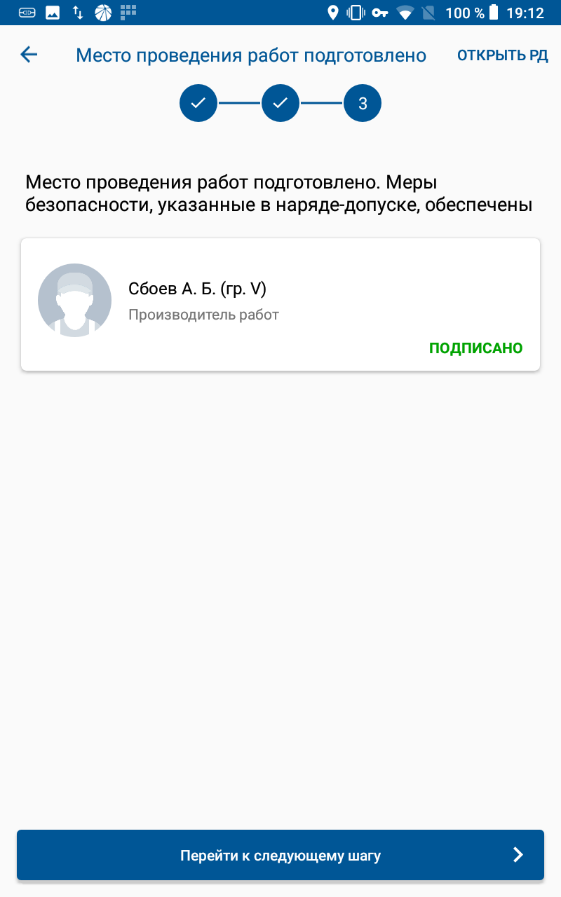 100 % 19:12
Место проведения работ подготовлено ОТКРЫТЬ РД
3
Место проведения работ подготовлено. Меры
безопасности, указанные в наряде-допуске, обеспечены
Сбоев А. Б. (гр. V)
Производитель работ
ПОДПИСАНО
Перейти к следующему шагу